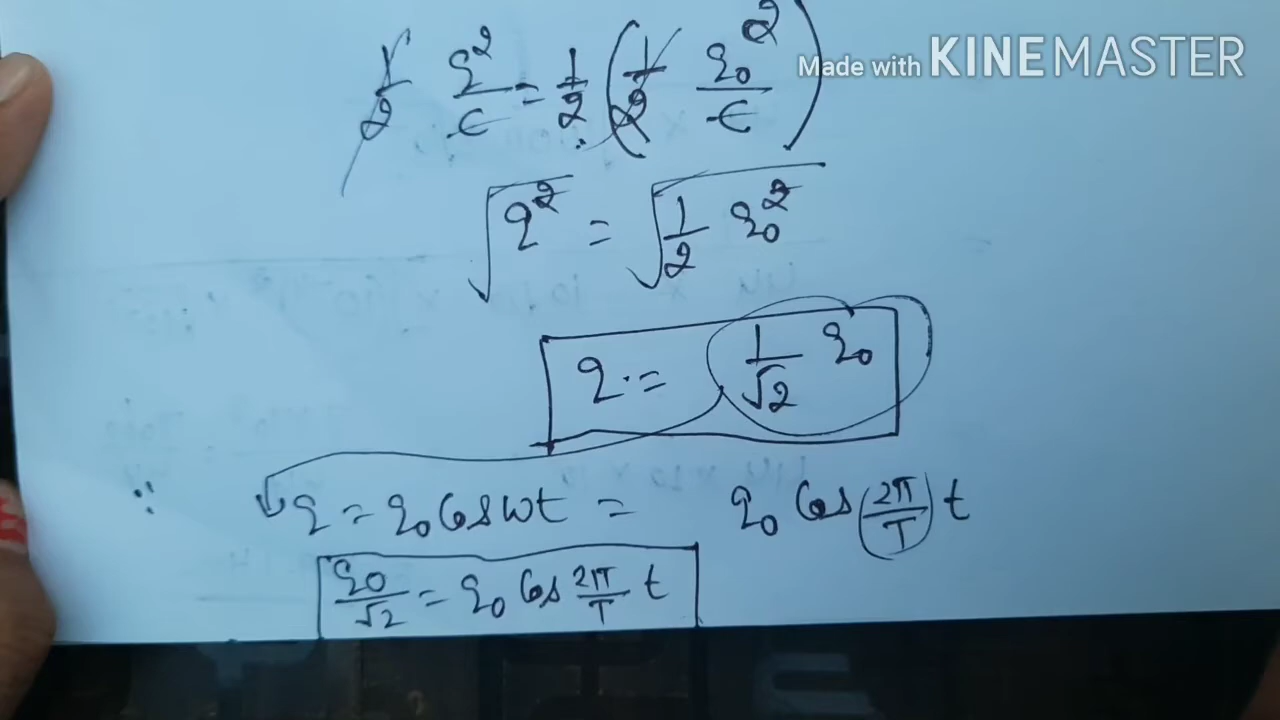 Made with KINEMASTER
1/2 q²/C = 1/2 (1/2 q₀²/C)
√q² = √(1/2 q₀²)
q = 1/√2 q₀
∵ q = q₀ Cos ωt = q₀ Cos (2π/T) t
q₀/√2 = q₀ Cos 2π/T t